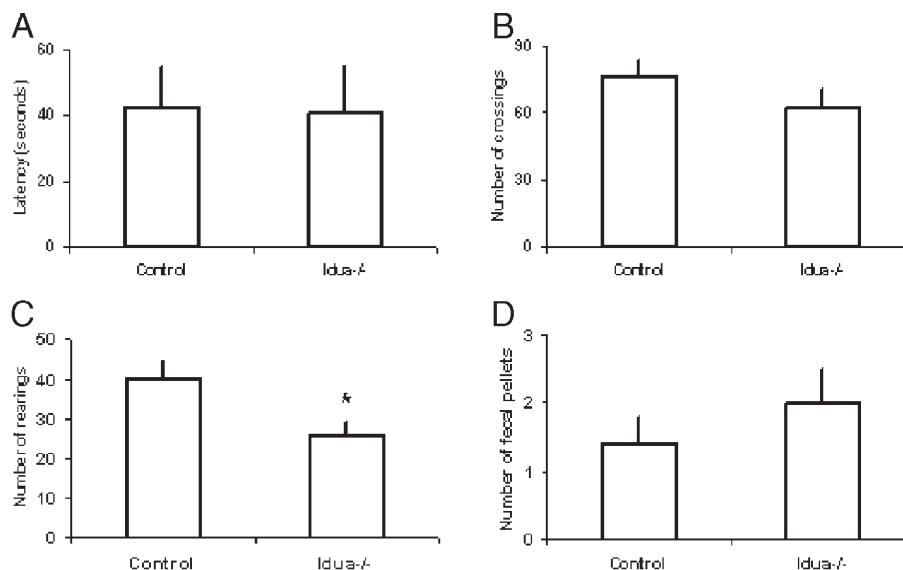 A
Latency (seconds)
60
40
20
0
Control
Idua-/-
B
Number of crossings
90
60
30
0
Control
Idua-/-
C
Number of rearings
50
40
30
20
10
0
*
Control
Idua-/-
D
Number of fecal pellets
3
2
1
0
Control
Idua-/-